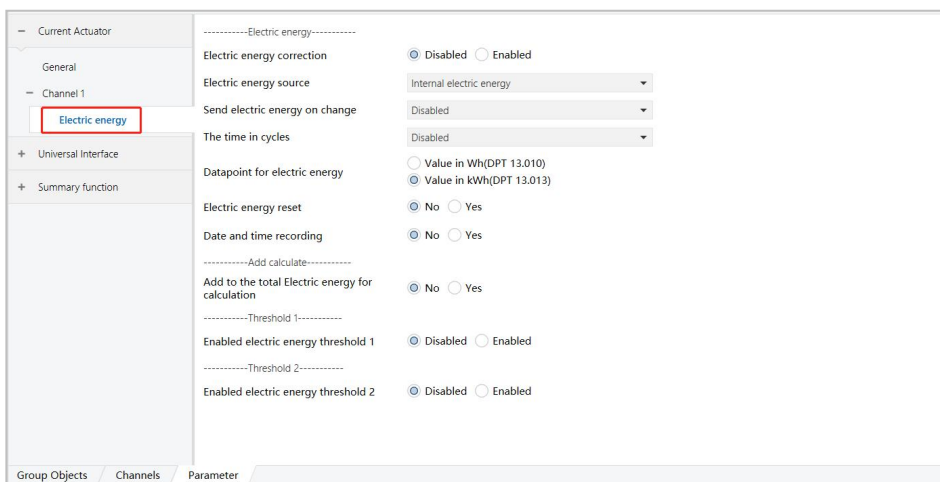 − Current Actuator
General
− Channel 1
Electric energy
+ Universal Interface
+ Summary function
-----------Electric energy-----------
Electric energy correction Disabled Enabled
Electric energy source Internal electric energy
Send electric energy on change Disabled
The time in cycles Disabled
Datapoint for electric energy
Value in Wh(DPT 13.010)
Value in kWh(DPT 13.013)
Electric energy reset No Yes
Date and time recording No Yes
-----------Add calculate-----------
Add to the total Electric energy for
calculation
No Yes
-----------Threshold 1-----------
Enabled electric energy threshold 1 Disabled Enabled
-----------Threshold 2-----------
Enabled electric energy threshold 2 Disabled Enabled
Group Objects Channels Parameter